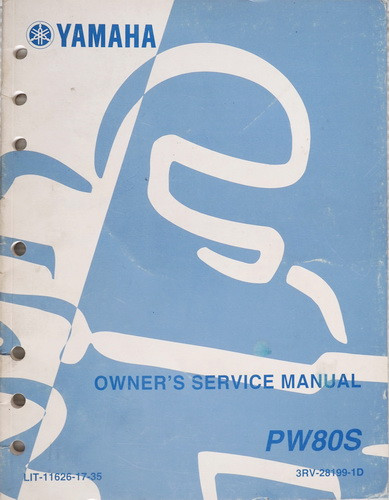 YAMAHA
OWNER'S SERVICE MANUAL
PW80S
LIT-11626-17-35
3RV-28199-1D